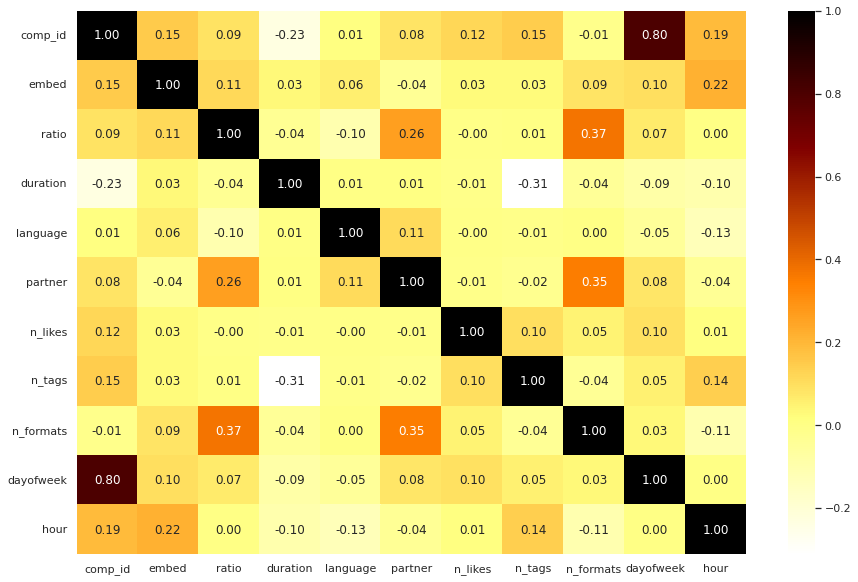 comp_id 1.00 0.15 0.09 -0.23 0.01 0.08 0.12 0.15 -0.01 0.80 0.19
embed 0.15 1.00 0.11 0.03 0.06 -0.04 0.03 0.03 0.09 0.10 0.22
ratio 0.09 0.11 1.00 -0.04 -0.10 0.26 -0.00 0.01 0.37 0.07 0.00
duration -0.23 0.03 -0.04 1.00 0.01 0.01 -0.01 -0.31 -0.04 -0.09 -0.10
language 0.01 0.06 -0.10 0.01 1.00 0.11 -0.00 -0.01 0.00 -0.05 -0.13
partner 0.08 -0.04 0.26 0.01 0.11 1.00 -0.01 -0.02 0.35 0.08 -0.04
n_likes 0.12 0.03 -0.00 -0.01 -0.00 -0.01 1.00 0.10 0.05 0.10 0.01
n_tags 0.15 0.03 0.01 -0.31 -0.01 -0.02 0.10 1.00 -0.04 0.05 0.14
n_formats -0.01 0.09 0.37 -0.04 0.00 0.35 0.05 -0.04 1.00 0.03 -0.11
dayofweek 0.80 0.10 0.07 -0.09 -0.05 0.08 0.10 0.05 0.03 1.00 0.00
hour 0.19 0.22 0.00 -0.10 -0.13 -0.04 0.01 0.14 -0.11 0.00 1.00
comp_id embed ratio duration language partner n_likes n_tags n_formats dayofweek hour
1.0
0.8
0.6
0.4
0.2
0.0
−0.2